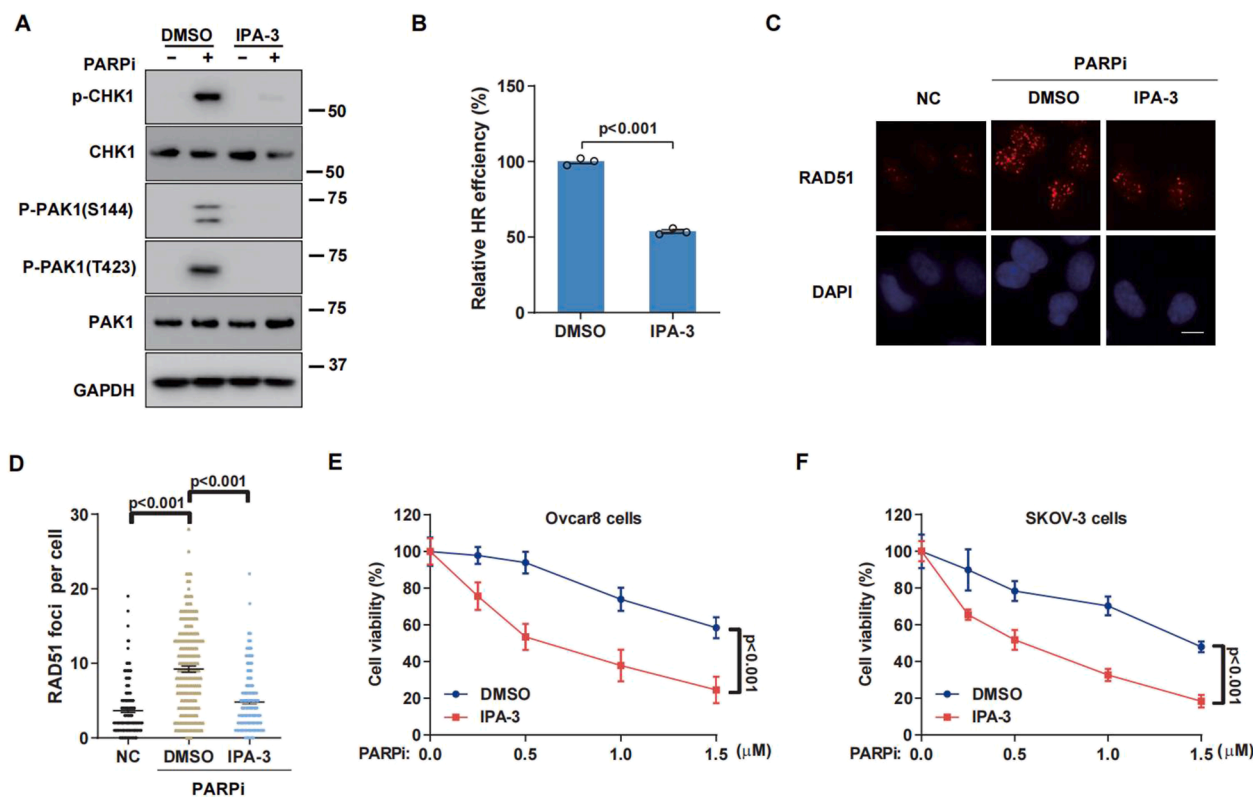 A
DMSO IPA-3
PARPi – + – +
p-CHK1
50
CHK1
50
75
P-PAK1(S144)
75
P-PAK1(T423)
75
PAK1
37
GAPDH
B
Relative HR effciency (%)
150
p<0.001
100
50
0
DMSO IPA-3
C
PARPi
NC DMSO IPA-3
RAD51
DAPI
D
p<0.001
p<0.001
RAD51 foci per cell
30
20
10
0
NC DMSO IPA-3
PARPi
E
Ovcar8 cells
Cell viability (%)
120
100
80
60
40
20
0
p<0.001
DMSO
IPA-3
0.0 0.5 1.0 1.5
PARPi: (μM)
F
SKOV-3 cells
Cell viability (%)
120
100
80
60
40
20
0
p<0.001
DMSO
IPA-3
0.0 0.5 1.0 1.5
PARPi: (μM)